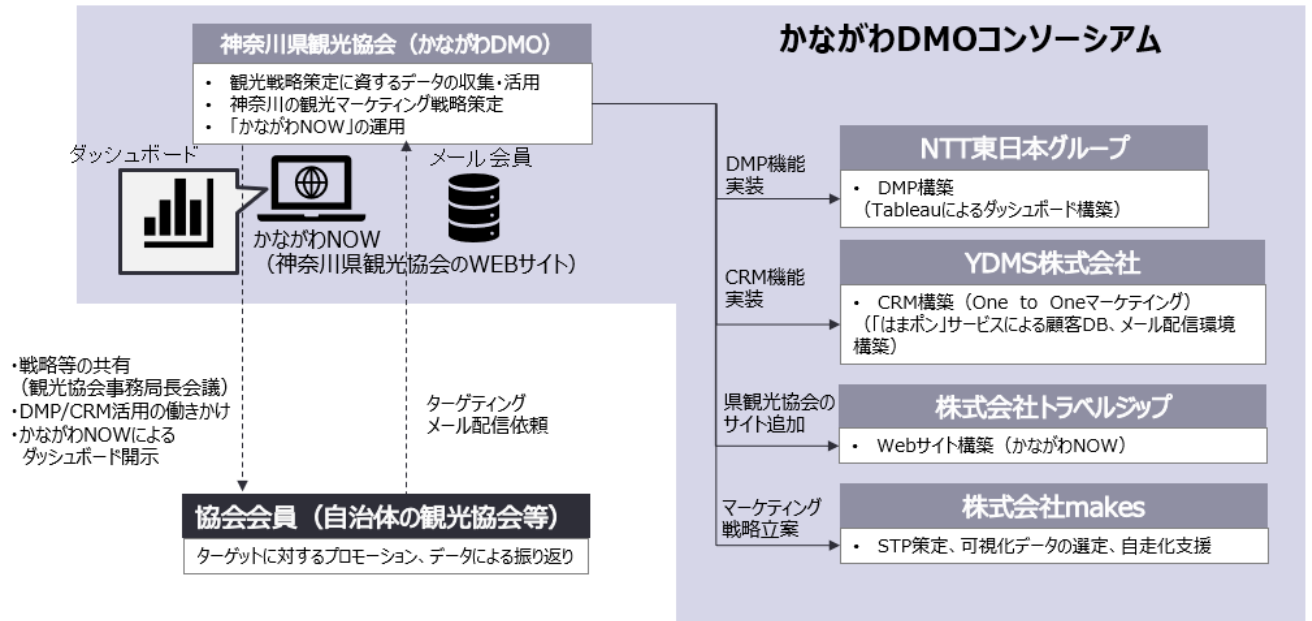 かながわDMOコンソーシアム
神奈川県観光協会（かながわDMO）
• 観光戦略策定に資するデータの収集・活用
• 神奈川の観光マーケティング戦略策定
• 「かながわNOW」の運用
ダッシュボード
メール会員
かながわNOW
（神奈川県観光協会のWEBサイト）
・戦略等の共有
（観光協会事務局長会議）
・DMP/CRM活用の働きかけ
・かながわNOWによる
ダッシュボード開示
ターゲティング
メール配信依頼
協会会員（自治体の観光協会等）
ターゲットに対するプロモーション、データによる振り返り
DMP機能
実装
NTT東日本グループ
• DMP構築
（Tableauによるダッシュボード構築）
CRM機能
実装
YDMS株式会社
• CRM構築（One to Oneマーケテイング）
（「はまポン」サービスによる顧客DB、メール配信環境
構築）
県観光協会の
サイト追加
株式会社トラベルジップ
• Webサイト構築（かながわNOW）
マーケティング
戦略立案
株式会社makes
• STP策定、可視化データの選定、自走化支援